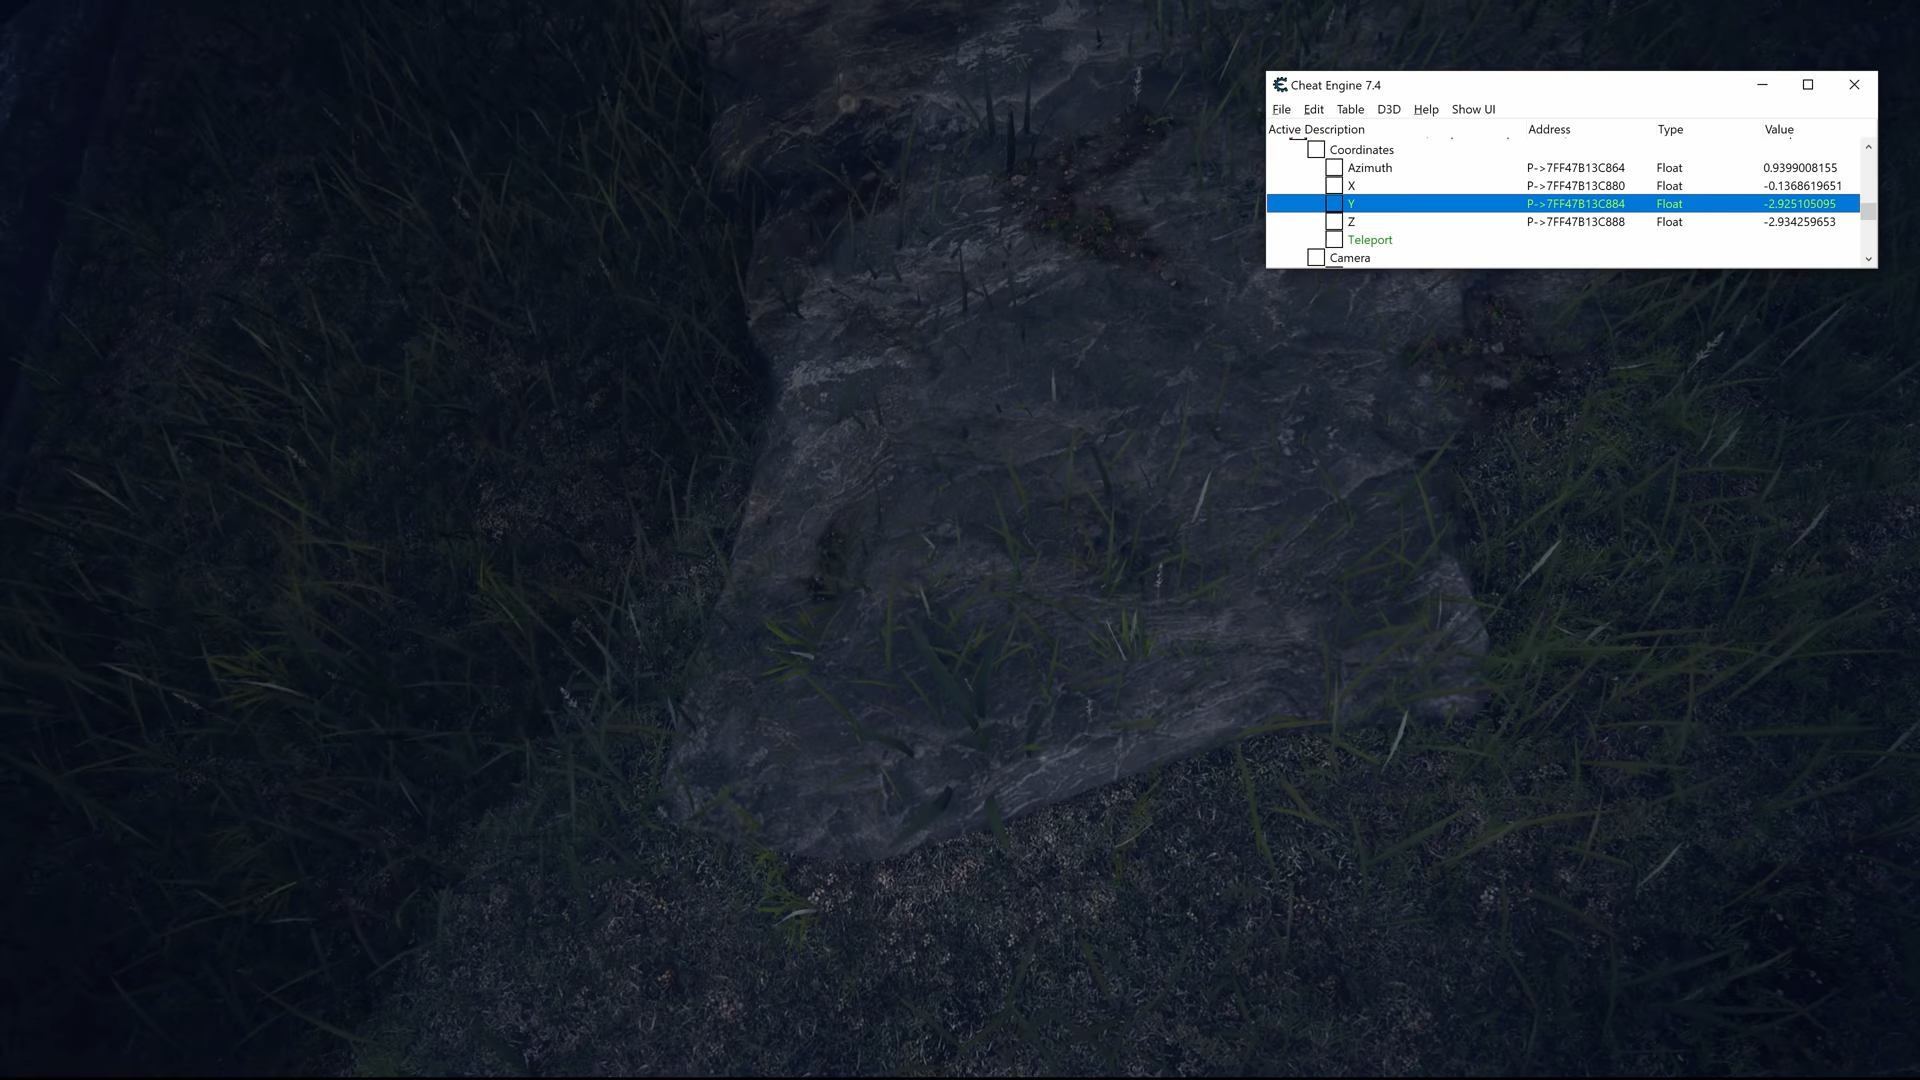 Cheat Engine 7.4
File Edit Table D3D Help Show UI
Active Description Address Type Value
Coordinates
Azimuth P->7FF47B13C864 Float 0.9399008155
X P->7FF47B13C880 Float -0.1368619651
Y P->7FF47B13C884 Float -2.925105095
Z P->7FF47B13C888 Float -2.934259653
Teleport
Camera